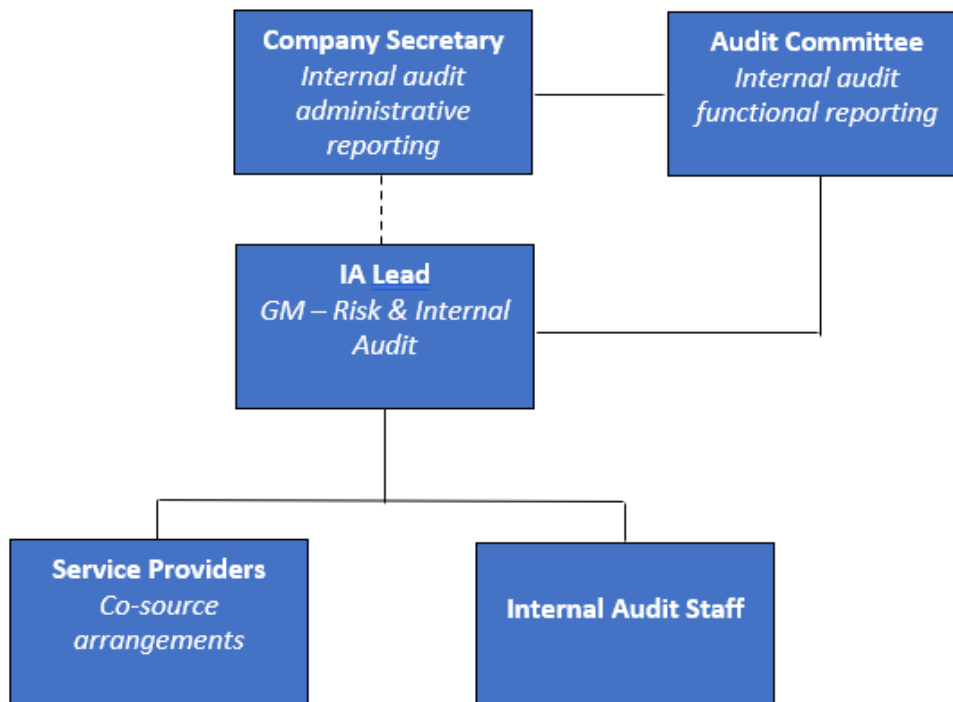 Company Secretary
Internal audit
administrative
reporting
Audit Committee
Internal audit
functional reporting
IA Lead
GM – Risk & Internal
Audit
Service Providers
Co-source
arrangements
Internal Audit Staff